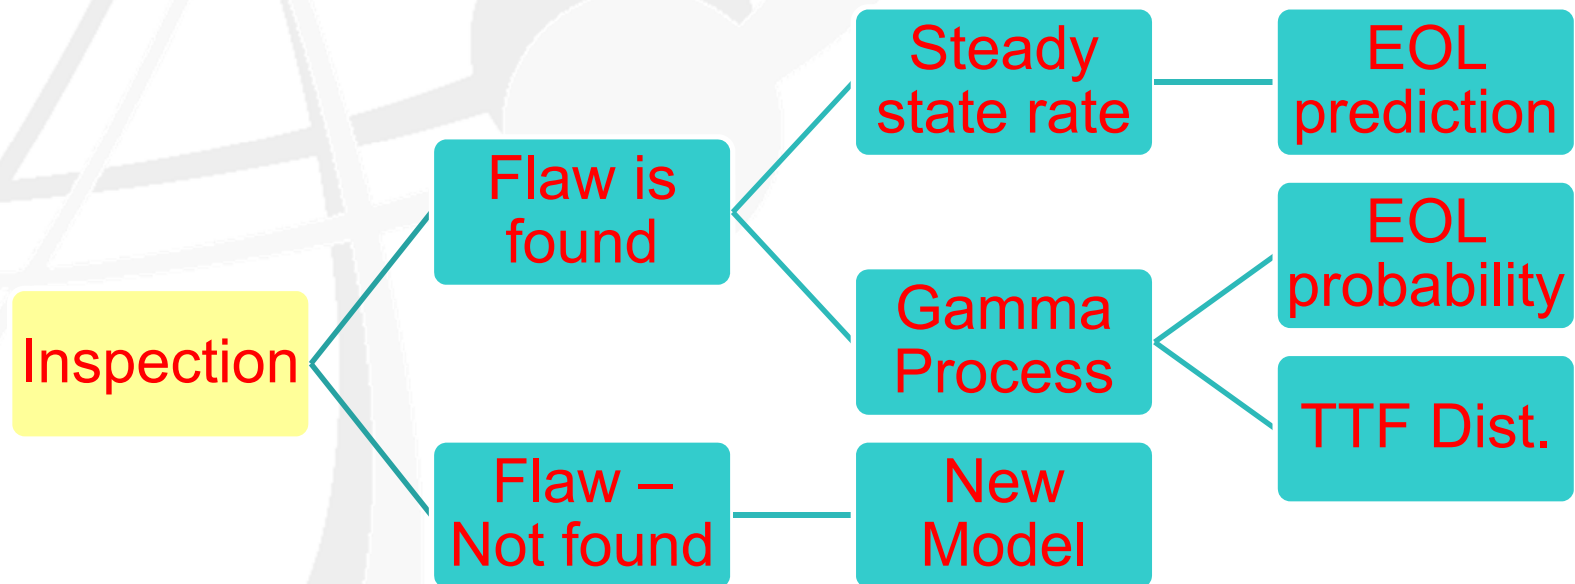 Inspection
Flaw is
found
Flaw –
Not found
Steady
state rate
Gamma
Process
New
Model
EOL
prediction
EOL
probability
TTF Dist.